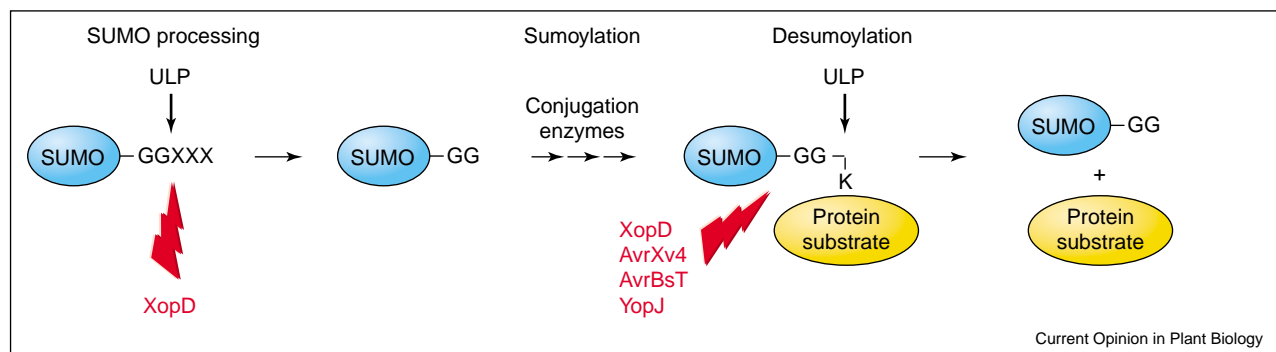 SUMO processing
ULP
SUMO
GGXXX
XopD
SUMO
GG
Sumoylation
Conjugation
enzymes
Desumoylation
ULP
SUMO
GG
K
Protein
substrate
XopD
AvrXv4
AvrBsT
YopJ
SUMO
GG
+
Protein
substrate
Current Opinion in Plant Biology